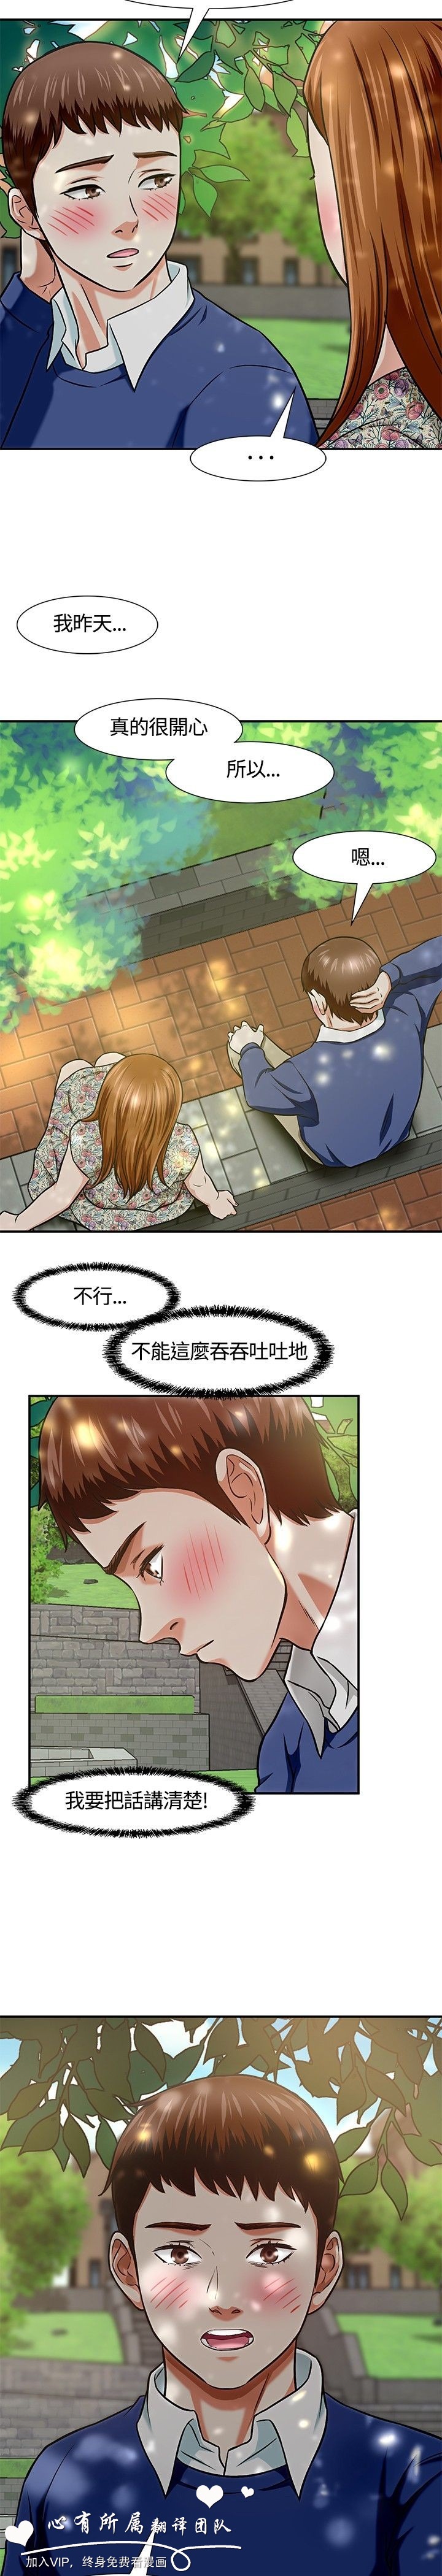 ...
我昨天...
真的很開心
所以...
嗯...
不行...
不能這麼吞吞吐吐地
我要把話講清楚!
心有所属翻译团队
加入VIP，终身免费看漫画